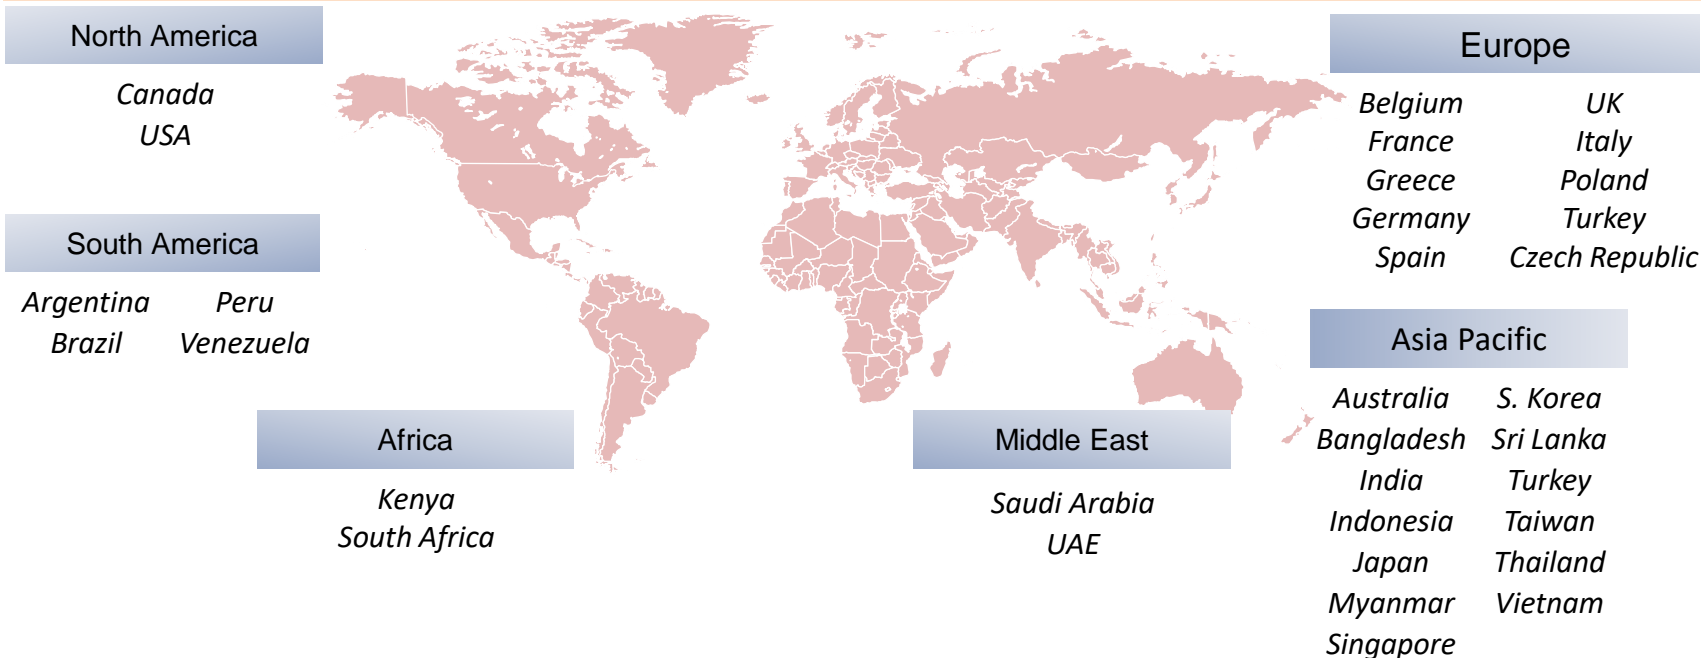 North America
Canada
USA
South America
Argentina Peru
Brazil Venezuela
Africa
Kenya
South Africa
Middle East
Saudi Arabia
UAE
Europe
Belgium UK
France Italy
Greece Poland
Germany Turkey
Spain Czech Republic
Asia Pacific
Australia S. Korea
Bangladesh Sri Lanka
India Turkey
Indonesia Taiwan
Japan Thailand
Myanmar Vietnam
Singapore